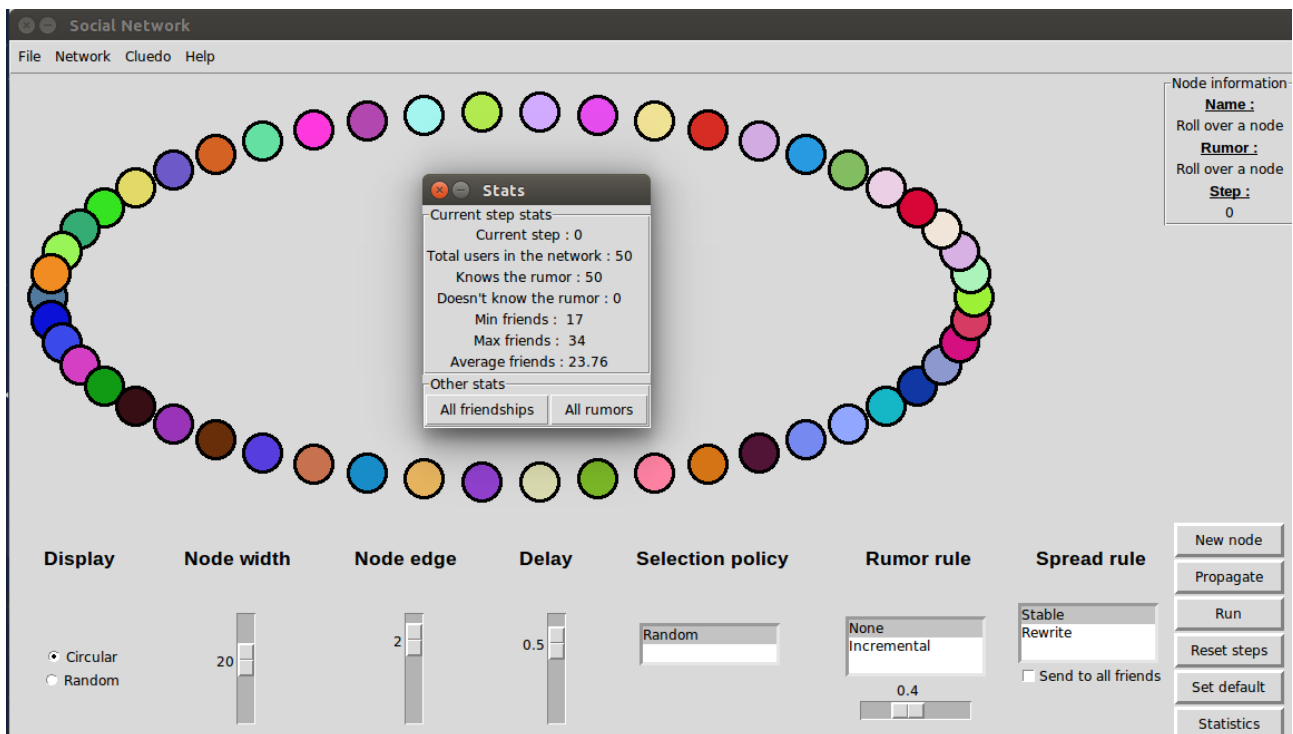 Social Network
File Network Cluedo Help
Node information
Name :
Roll over a node
Rumor :
Roll over a node
Step :
0
Stats
Current step stats
Current step : 0
Total users in the network : 50
Knows the rumor : 50
Doesn't know the rumor : 0
Min friends : 17
Max friends : 34
Average friends : 23.76
Other stats
All friendships All rumors
Display Node width Node edge Delay Selection policy Rumor rule Spread rule
Circular
Random
20
2
0.5
Random
None
Incremental
0.4
Stable
Rewrite
Send to all friends
New node
Propagate
Run
Reset steps
Set default
Statistics